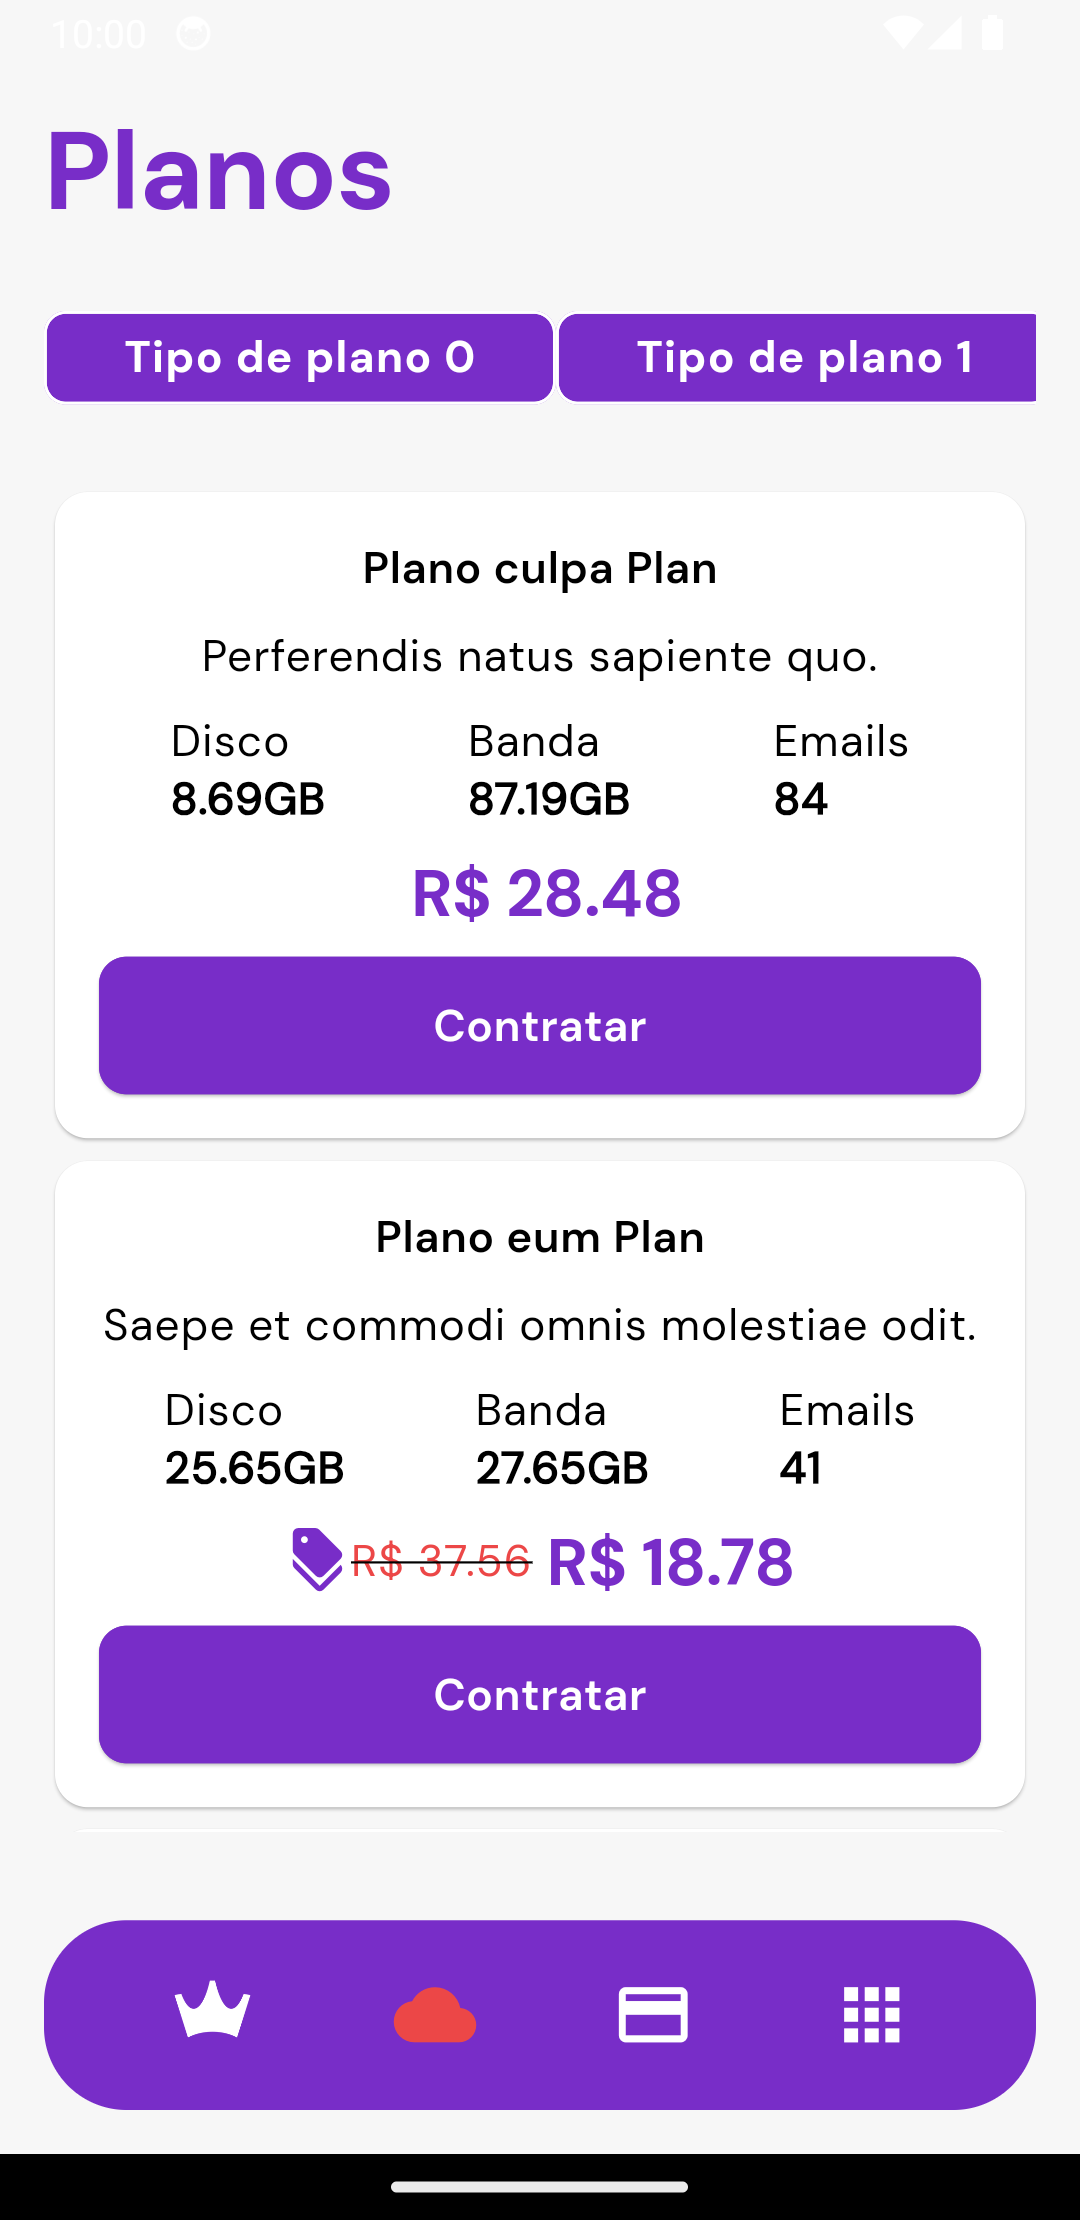 10:00
Planos
Tipo de plano 0 Tipo de plano 1
Plano culpa Plan
Perferendis natus sapiente quo.
Disco Banda Emails
8.69GB 87.19GB 84
R$ 28.48
Contratar
Plano eum Plan
Saepe et commodi omnis molestiae odit.
Disco Banda Emails
25.65GB 27.65GB 41
R$ 37.56 R$ 18.78
Contratar